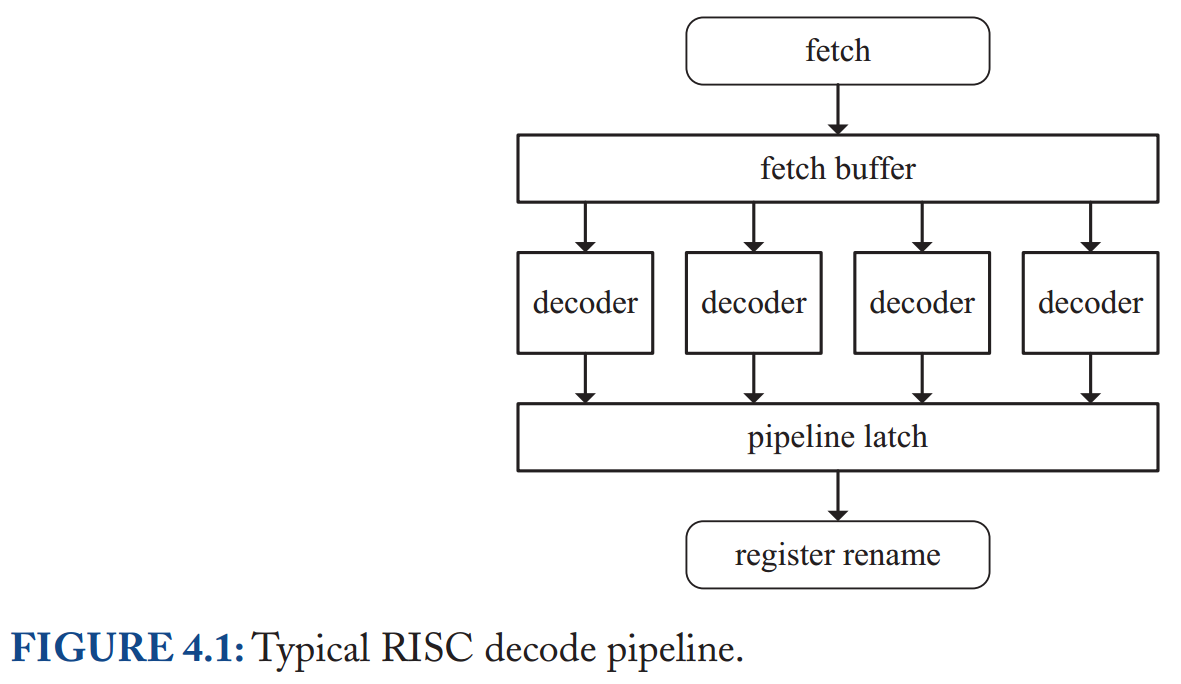 fetch
fetch buffer
decoder decoder decoder decoder
pipeline latch
register rename
FIGURE 4.1: Typical RISC decode pipeline.